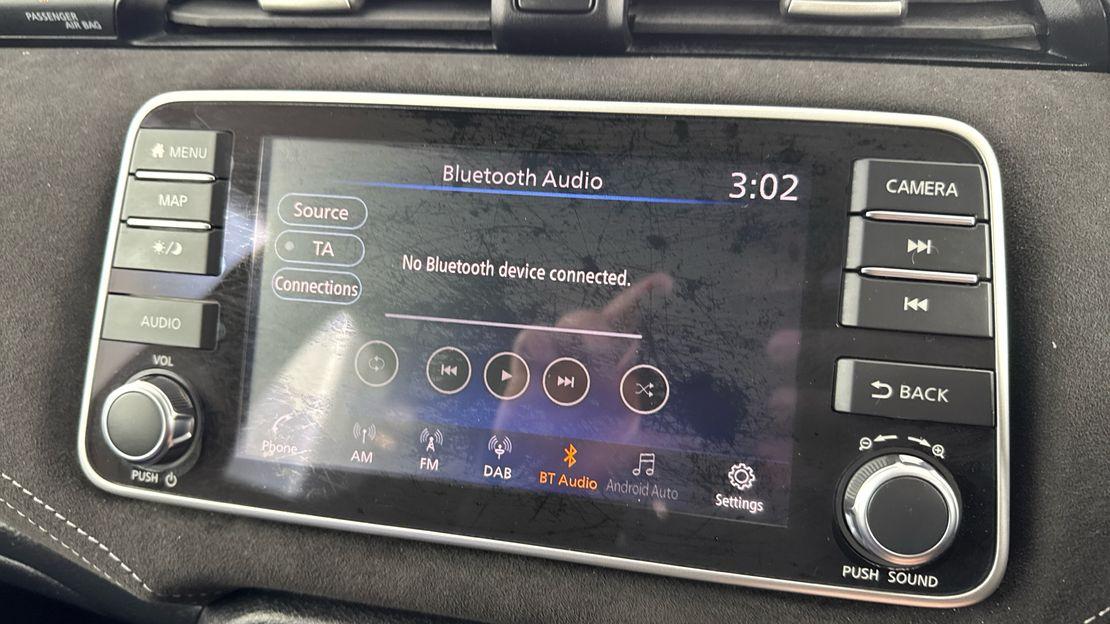 PASSENGER
AIR BAG
MENU
MAP
AUDIO
VOL
PUSH
Bluetooth Audio
3:02
Source
TA
Connections
No Bluetooth device connected.
Phone
AM
FM
DAB
BT Audio
Android Auto
Settings
CAMERA
BACK
PUSH SOUND